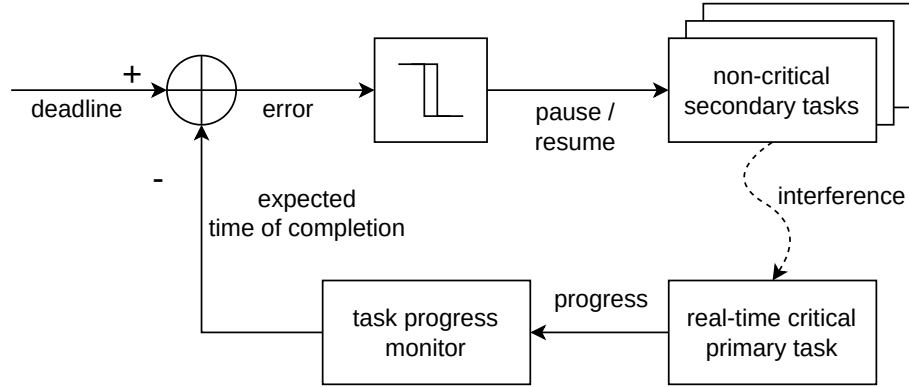 +
deadline
error
pause /
resume
non-critical
secondary tasks
-
expected
time of completion
interference
progress
task progress
monitor
real-time critical
primary task